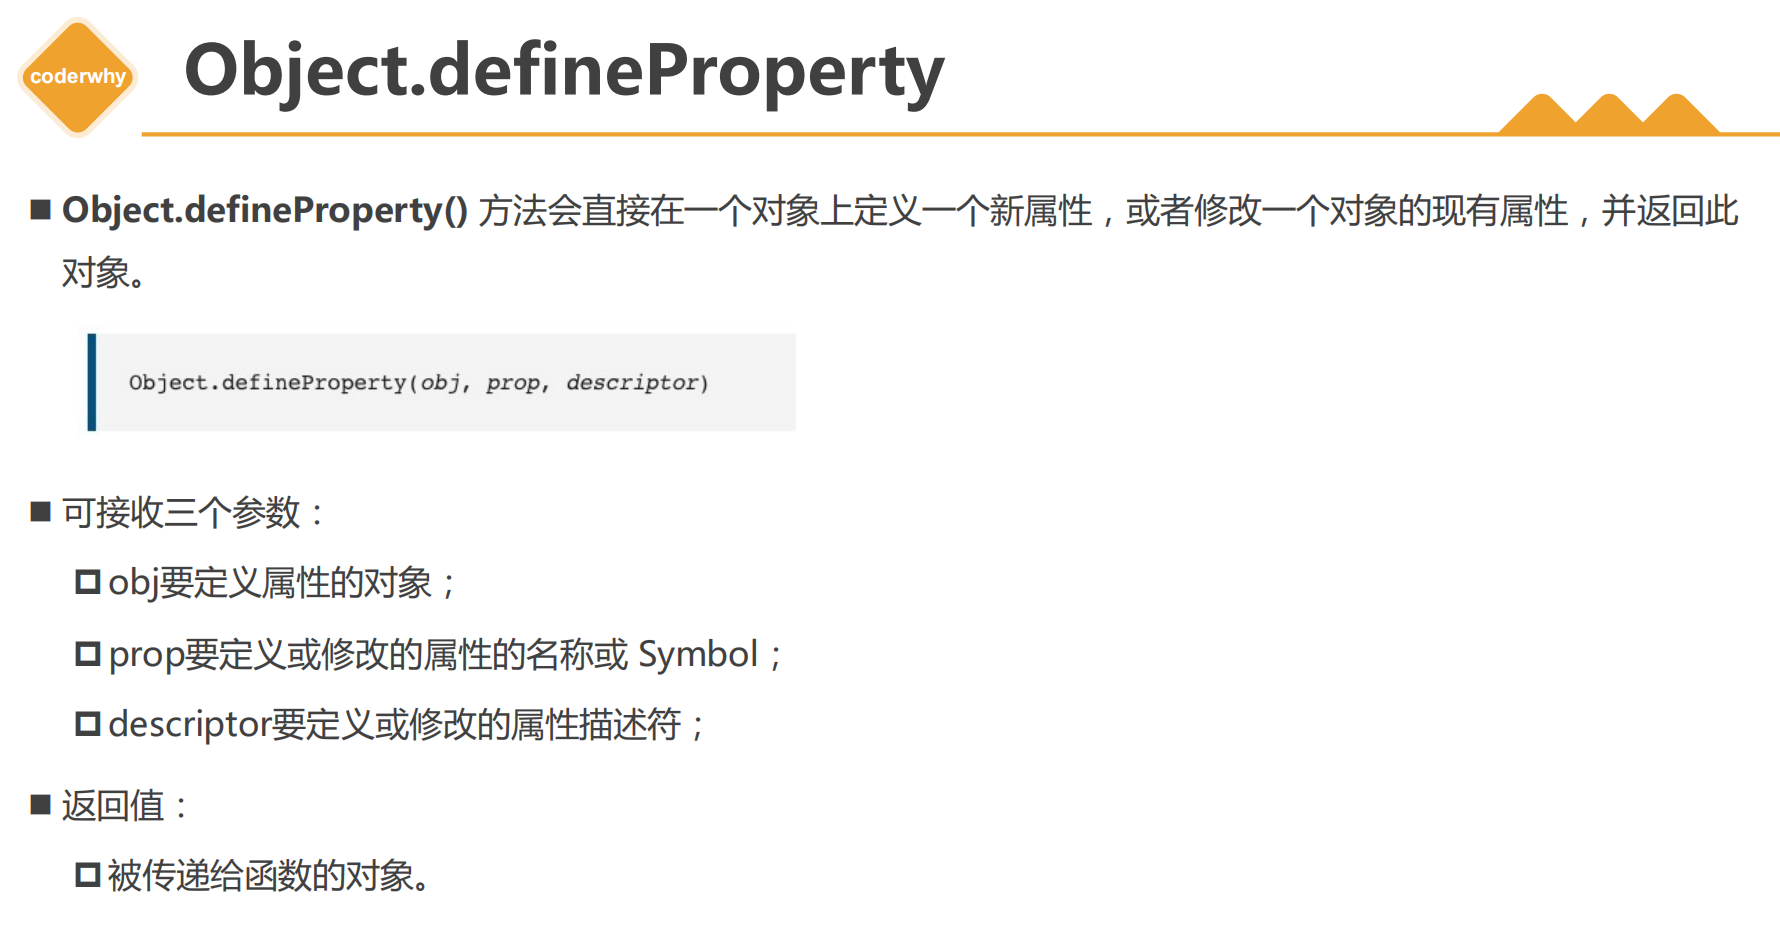 coderwhy
Object.defineProperty
Object.defineProperty() 方法会直接在一个对象上定义一个新属性，或者修改一个对象的现有属性，并返回此
对象。
Object.defineProperty(obj, prop, descriptor)
可接收三个参数：
obj要定义属性的对象；
prop要定义或修改的属性的名称或 Symbol；
descriptor要定义或修改的属性描述符；
返回值：
被传递给函数的对象。